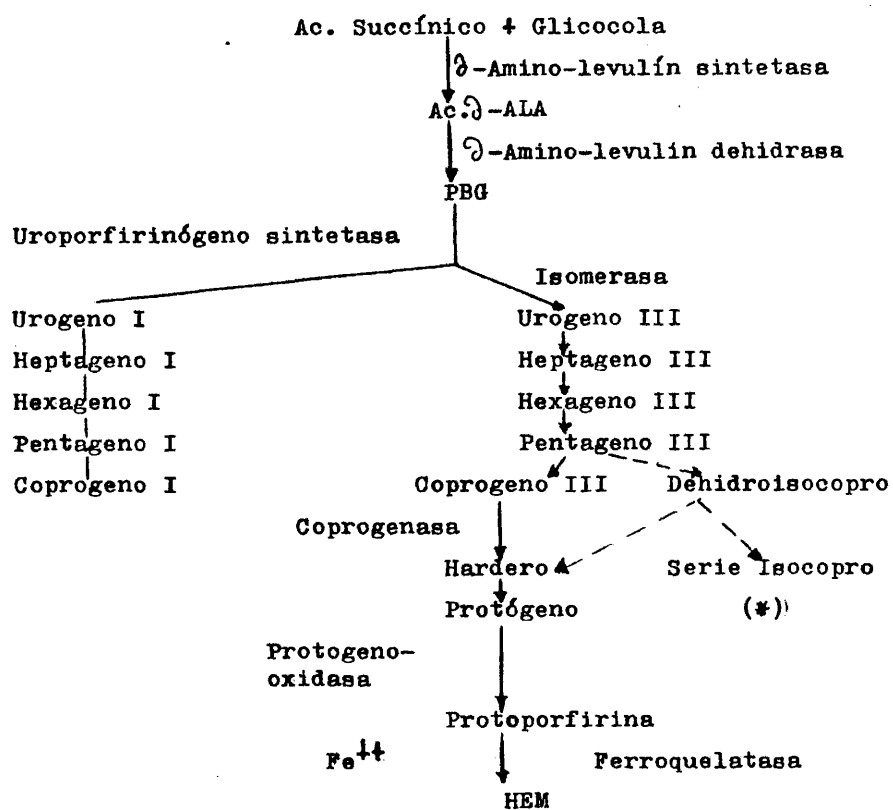 Ac. Succínico + Glicocola
∂-Amino-levulín sintetasa
Ac.∂-ALA
∂-Amino-levulín dehidrasa
PBG
Uroporfirinógeno sintetasa
Isomerasa
Urogeno I
Urogeno III
Heptageno I
Heptageno III
Hexageno I
Hexageno III
Pentageno I
Pentageno III
Coprogeno I
Coprogeno III
Dehidroisocopro
Coprogenasa
Hardero
Serie Isocopro
Protógeno
(*)
Protogeno-
oxidasa
Protoporfirina
Fe++
Ferroquelatasa
HEM